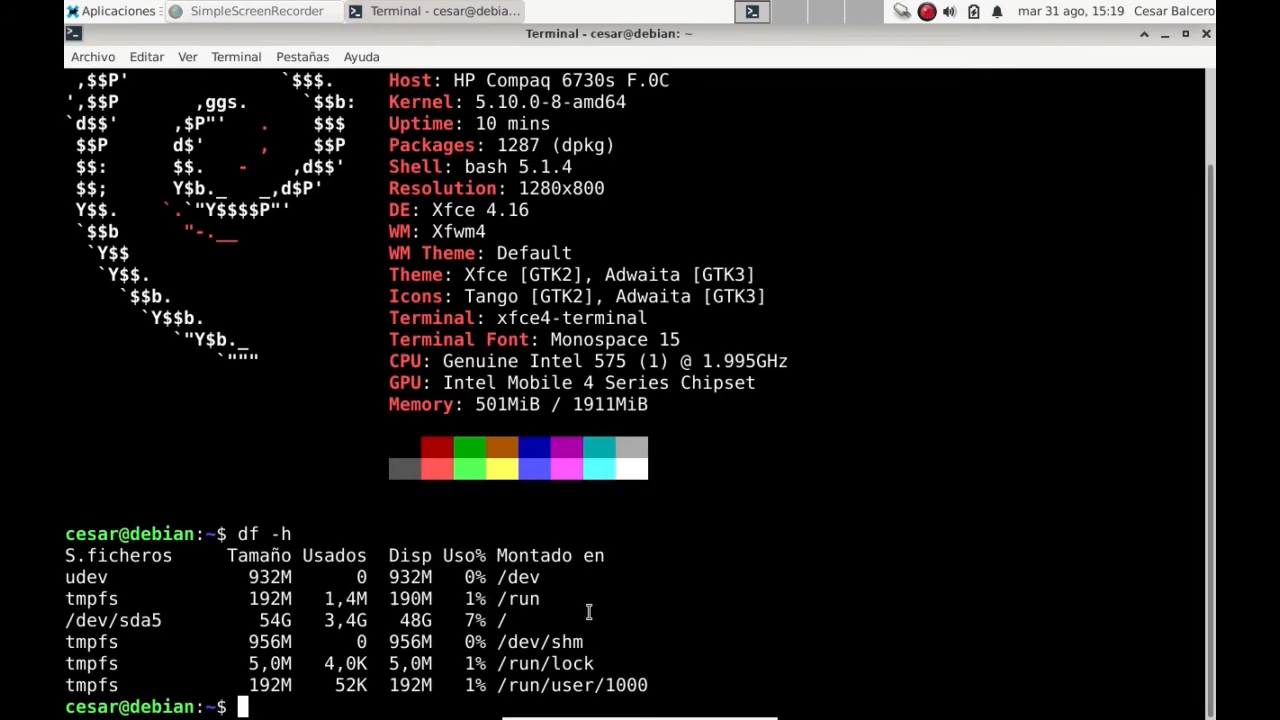 Aplicaciones
SimpleScreenRecorder
Terminal - cesar@debia...
mar 31 ago, 15:19 Cesar Balcero
Terminal - cesar@debian: ~
Archivo Editar Ver Terminal Pestañas Ayuda
,$$P' `$$$. Host: HP Compaq 6730s F.0C
',$$P ,ggs. `$$b: Kernel: 5.10.0-8-amd64
`d$$' ,$P"' . $$$ Uptime: 10 mins
$$P d$' , $$P Packages: 1287 (dpkg)
$$: $$. - ,d$$' Shell: bash 5.1.4
$$; Y$b._ _,d$P' Resolution: 1280x800
Y$$. `.`"Y$$$$P"' DE: Xfce 4.16
`$$b "-.__ WM: Xfwm4
`Y$$ WM Theme: Default
`Y$$. Theme: Xfce [GTK2], Adwaita [GTK3]
`$$b. Icons: Tango [GTK2], Adwaita [GTK3]
`Y$$b. Terminal: xfce4-terminal
`"Y$b._ Terminal Font: Monospace 15
`""" CPU: Genuine Intel 575 (1) @ 1.995GHz
GPU: Intel Mobile 4 Series Chipset
Memory: 501MiB / 1911MiB
cesar@debian:~$ df -h
S.ficheros Tamaño Usados Disp Uso% Montado en
udev 932M 0 932M 0% /dev
tmpfs 192M 1,4M 190M 1% /run
/dev/sda5 54G 3,4G 48G 7% /
tmpfs 956M 0 956M 0% /dev/shm
tmpfs 5,0M 4,0K 5,0M 1% /run/lock
tmpfs 192M 52K 192M 1% /run/user/1000
cesar@debian:~$